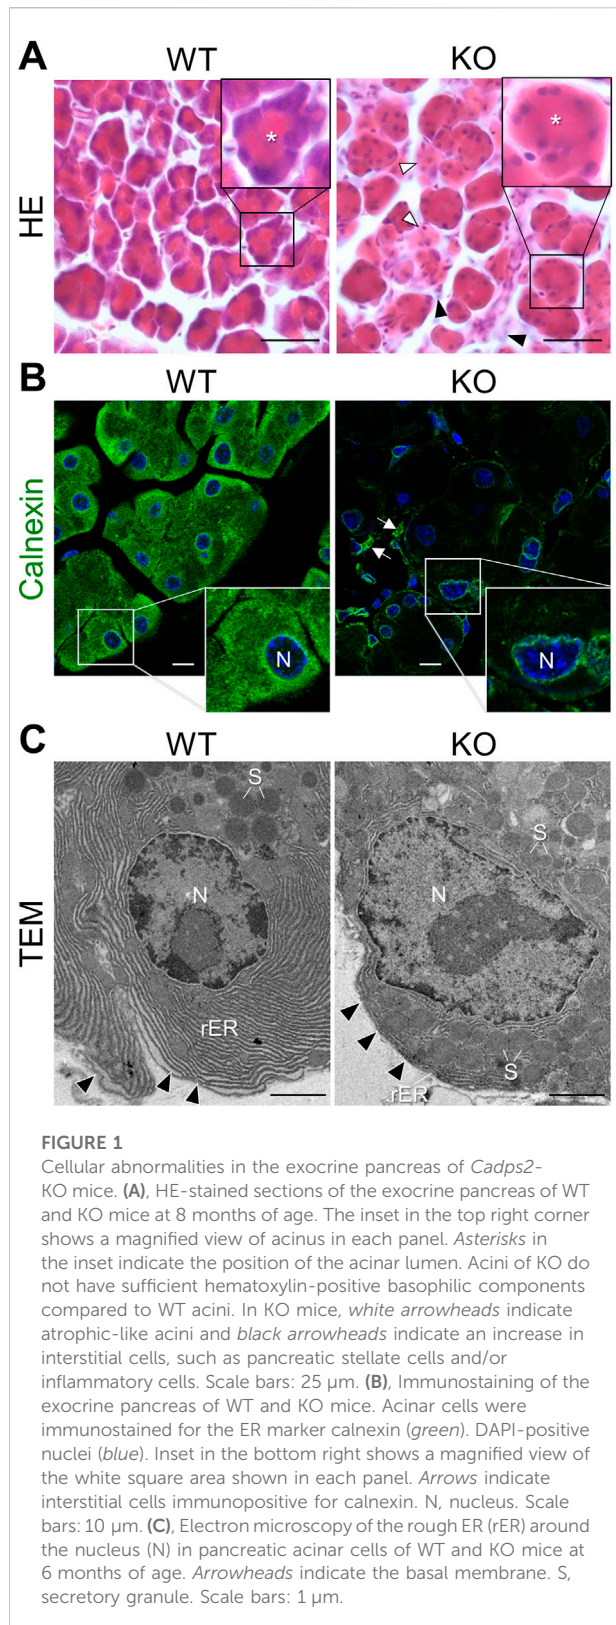 A
WT
KO
*
*
HE
B
WT
KO
Calnexin
N
N
C
WT
KO
TEM
S
N
rER
S
N
S
rER
FIGURE 1
Cellular abnormalities in the exocrine pancreas of Cadps2-
KO mice. (A), HE-stained sections of the exocrine pancreas of WT
and KO mice at 8 months of age. The inset in the top right corner
shows a magnified view of acinus in each panel. Asterisks in
the inset indicate the position of the acinar lumen. Acini of KO do
not have sufficient hematoxylin-positive basophilic components
compared to WT acini. In KO mice, white arrowheads indicate
atrophic-like acini and black arrowheads indicate an increase in
interstitial cells, such as pancreatic stellate cells and/or
inflammatory cells. Scale bars: 25 µm. (B), Immunostaining of the
exocrine pancreas of WT and KO mice. Acinar cells were
immunostained for the ER marker calnexin (green). DAPI-positive
nuclei (blue). Inset in the bottom right shows a magnified view of
the white square area shown in each panel. Arrows indicate
interstitial cells immunopositive for calnexin. N, nucleus. Scale
bars: 10 µm. (C), Electron microscopy of the rough ER (rER) around
the nucleus (N) in pancreatic acinar cells of WT and KO mice at
6 months of age. Arrowheads indicate the basal membrane. S,
secretory granule. Scale bars: 1 µm.